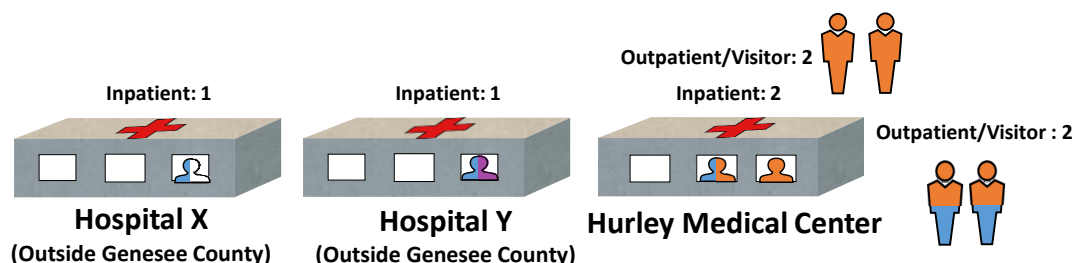 Outpatient/Visitor: 2
Inpatient: 1
Inpatient: 1
Inpatient: 2
Outpatient/Visitor : 2
Hospital X
(Outside Genesee County)
Hospital Y
(Outside Genesee County)
Hurley Medical Center